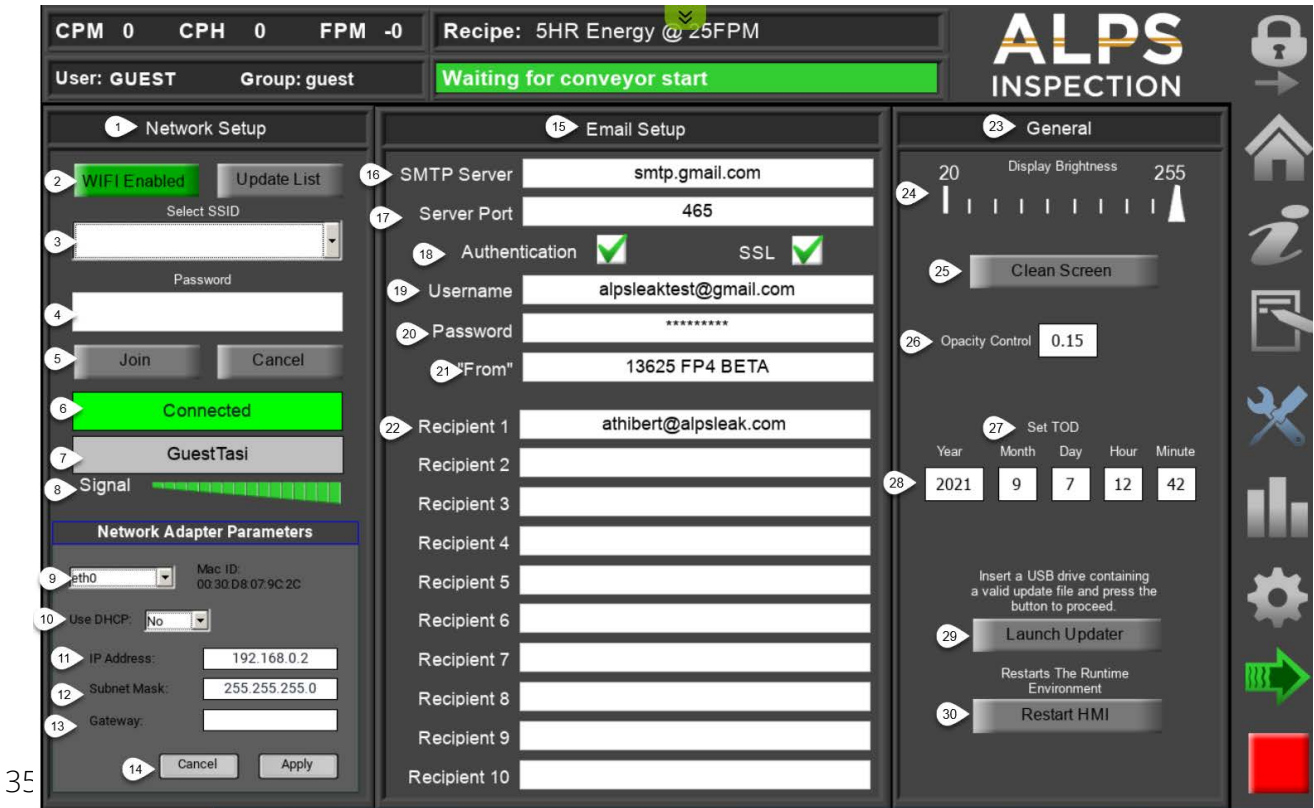 CPM 0 CPH 0 FPM -0
Recipe: 5HR Energy @ 25FPM
ALPS
INSPECTION
User: GUEST Group: guest
Waiting for conveyor start
1 Network Setup
2 WIFI Enabled Update List
Select SSID
3
Password
4
5 Join Cancel
6 Connected
7 GuestTasi
8 Signal
Network Adapter Parameters
9 eth0 Mac ID:
00:30:D8:07:9C:2C
10 Use DHCP: No
11 IP Address: 192.168.0.2
12 Subnet Mask: 255.255.255.0
13 Gateway:
14 Cancel Apply
35
15 Email Setup
16 SMTP Server smtp.gmail.com
17 Server Port 465
18 Authentication SSL
19 Username alpsleaktest@gmail.com
20 Password *********
21 "From" 13625 FP4 BETA
22 Recipient 1 athibert@alpsleak.com
Recipient 2
Recipient 3
Recipient 4
Recipient 5
Recipient 6
Recipient 7
Recipient 8
Recipient 9
Recipient 10
23 General
20 Display Brightness 255
24
25 Clean Screen
26 Opacity Control 0.15
27 Set TOD
Year Month Day Hour Minute
28 2021 9 7 12 42
Insert a USB drive containing
a valid update file and press the
button to proceed.
29 Launch Updater
Restarts The Runtime
Environment
30 Restart HMI